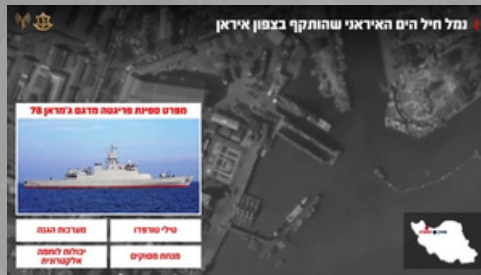 נמל חיל הים האיראני שהותקף בצפון איראן
מפרט ספינת פריגטה מדגם ג'מראן 78
טילי טורפדו
מערכות הגנה
מנחת מסוקים
יכולות לוחמה
אלקטרונית